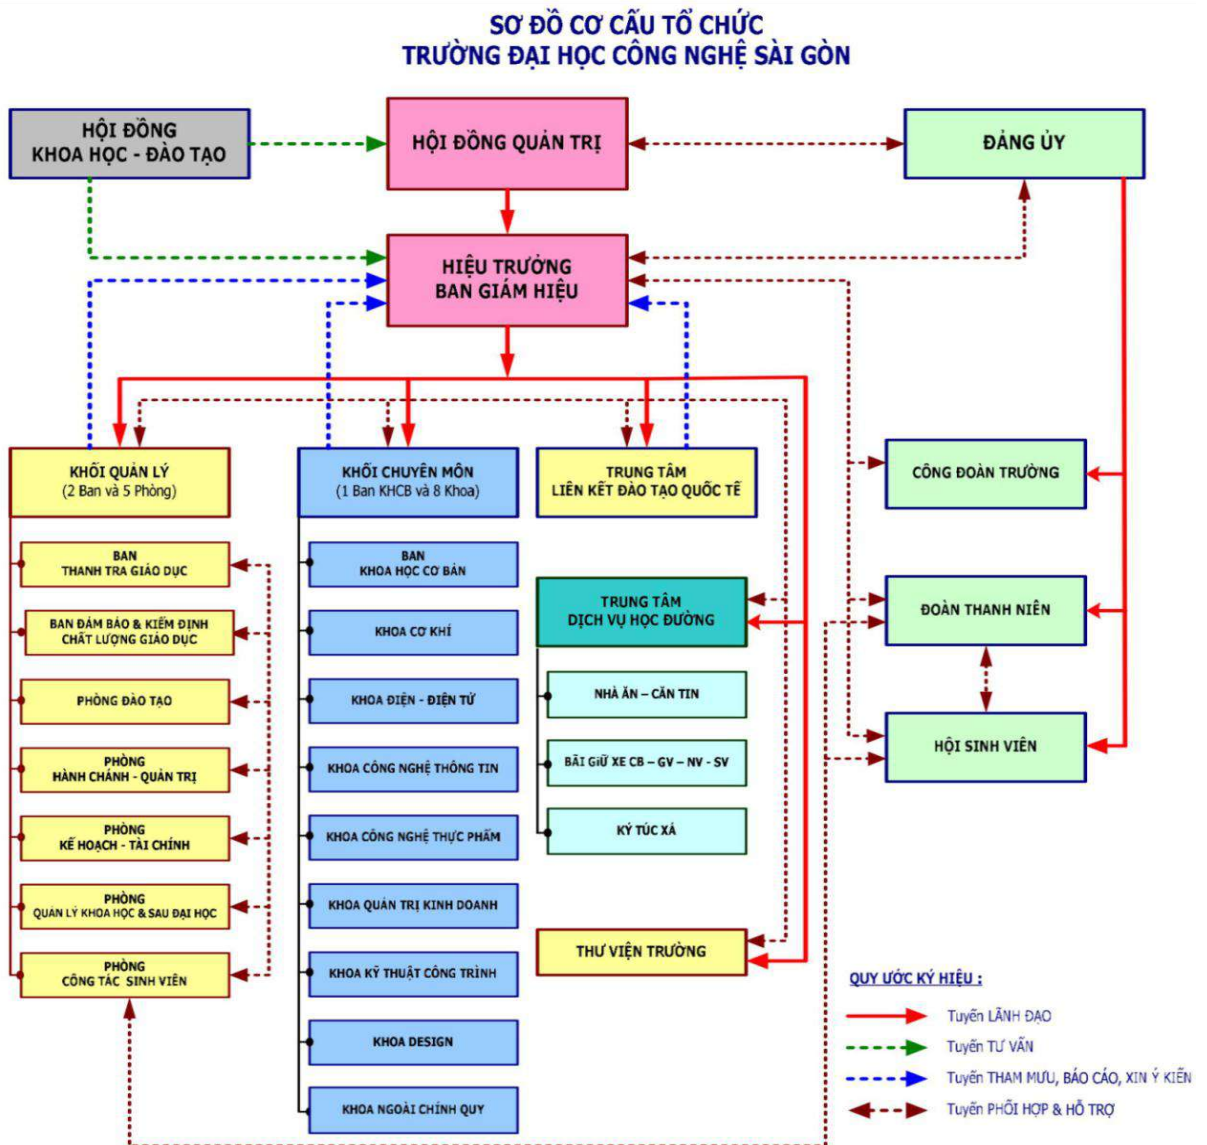 SƠ ĐỒ CƠ CẤU TỔ CHỨC
TRƯỜNG ĐẠI HỌC CÔNG NGHỆ SÀI GÒN
HỘI ĐỒNG
KHOA HỌC - ĐÀO TẠO
HỘI ĐỒNG QUẢN TRỊ
ĐẢNG ỦY
HIỆU TRƯỞNG
BAN GIÁM HIỆU
KHỐI QUẢN LÝ
(2 Ban và 5 Phòng)
BAN
THANH TRA GIÁO DỤC
BAN ĐẢM BẢO & KIỂM ĐỊNH
CHẤT LƯỢNG GIÁO DỤC
PHÒNG ĐÀO TẠO
PHÒNG
HÀNH CHÁNH - QUẢN TRỊ
PHÒNG
KẾ HOẠCH - TÀI CHÍNH
PHÒNG
QUẢN LÝ KHOA HỌC & SAU ĐẠI HỌC
PHÒNG
CÔNG TÁC SINH VIÊN
KHỐI CHUYÊN MÔN
(1 Ban KHCB và 8 Khoa)
BAN
KHOA HỌC CƠ BẢN
KHOA CƠ KHÍ
KHOA ĐIỆN - ĐIỆN TỬ
KHOA CÔNG NGHỆ THÔNG TIN
KHOA CÔNG NGHỆ THỰC PHẨM
KHOA QUẢN TRỊ KINH DOANH
KHOA KỸ THUẬT CÔNG TRÌNH
KHOA DESIGN
KHOA NGOÀI CHÍNH QUY
TRUNG TÂM
LIÊN KẾT ĐÀO TẠO QUỐC TẾ
TRUNG TÂM
DỊCH VỤ HỌC ĐƯỜNG
NHÀ ĂN – CĂN TIN
BÃI GiỮ XE CB – GV – NV - SV
KÝ TÚC XÁ
THƯ VIỆN TRƯỜNG
CÔNG ĐOÀN TRƯỜNG
ĐOÀN THANH NIÊN
HỘI SINH VIÊN
QUY ƯỚC KÝ HIỆU :
Tuyến LÃNH ĐẠO
Tuyến TƯ VẤN
Tuyến THAM MƯU, BÁO CÁO, XIN Ý KIẾN
Tuyến PHỐI HỢP & HỖ TRỢ